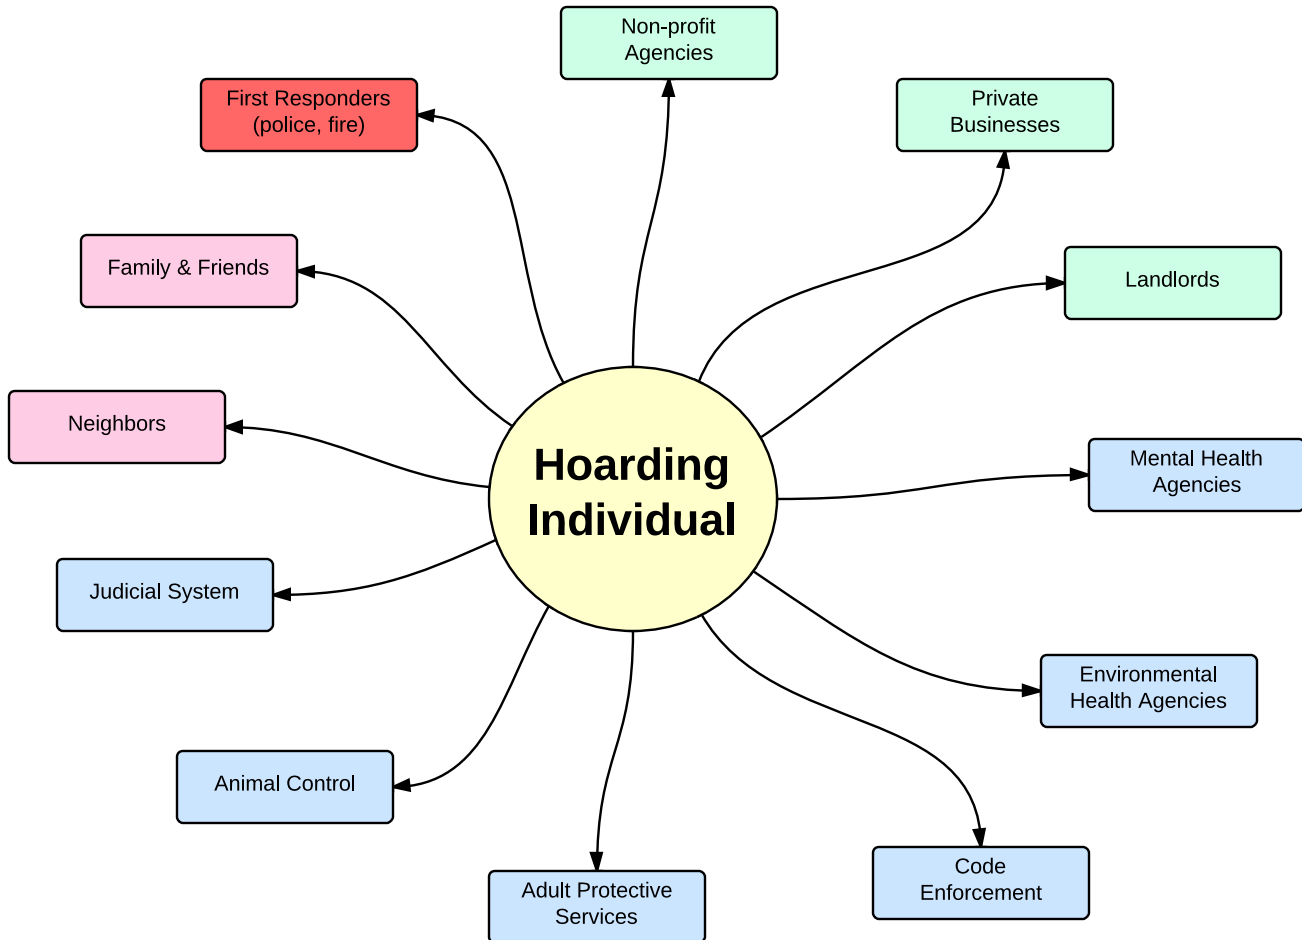 Non-profit
Agencies
First Responders
(police, fire)
Private
Businesses
Family & Friends
Landlords
Neighbors
Hoarding
Individual
Mental Health
Agencies
Judicial System
Environmental
Health Agencies
Animal Control
Code
Enforcement
Adult Protective
Services